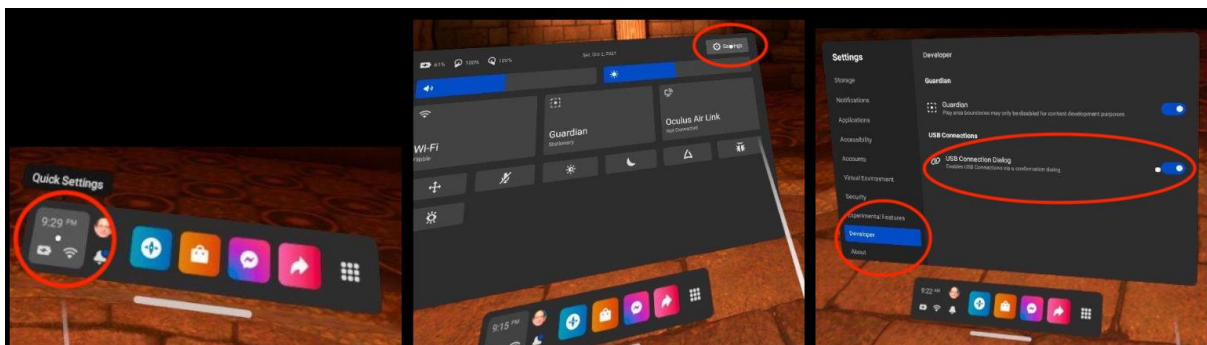 Quick Settings
9:29 PM
61%
100%
100%
Settings
Wi-Fi
Guardian
Stationary
Oculus Air Link
Not Connected
9:15 PM
Settings
Storage
Notifications
Applications
Accessibility
Accounts
Virtual Environment
Security
Experimental Features
Developer
About
Developer
Guardian
Guardian
Play area boundaries may only be disabled for content development purposes
USB Connections
USB Connection Dialog
Enables USB Connections via a confirmation dialog
9:22 AM